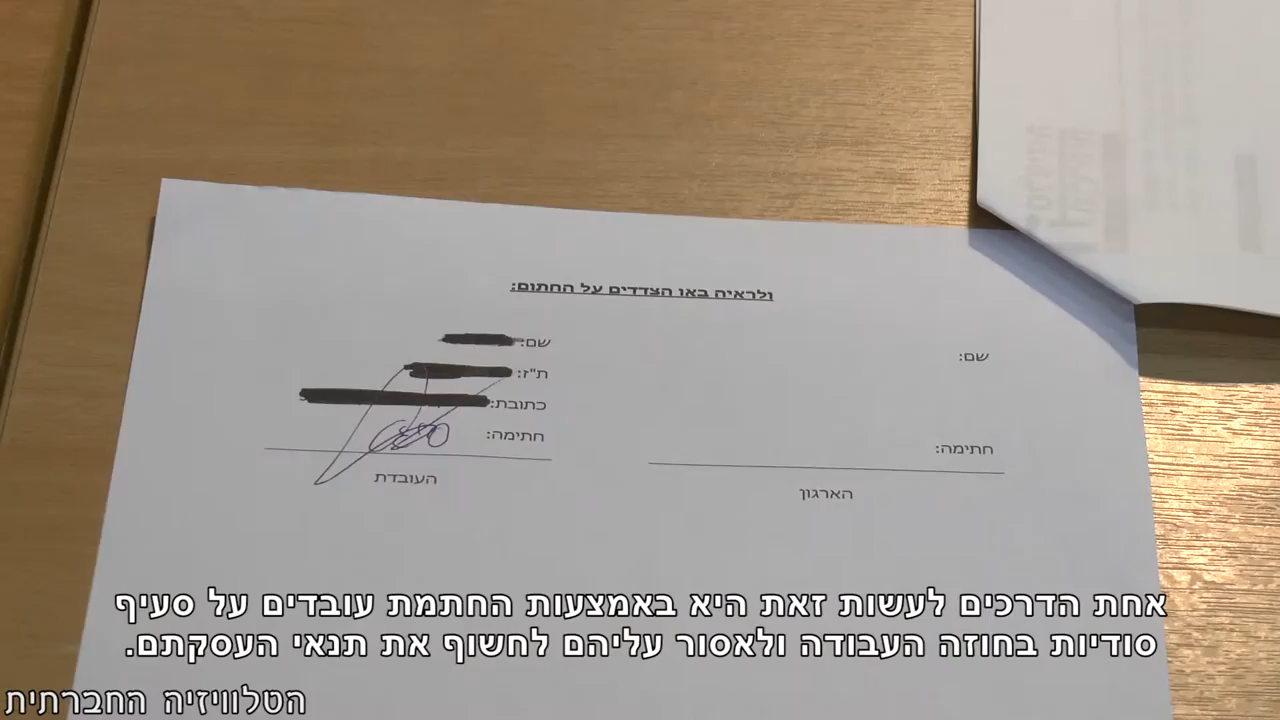 ולראיה באו הצדדים על החתום:
שם:
חתימה:
הארגון
שם:
ת"ז:
כתובת:
חתימה:
העובדת
אחת הדרכים לעשות זאת היא באמצעות החתמת עובדים על סעיף
סודיות בחוזה העבודה ולאסור עליהם לחשוף את תנאי העסקתם.
הטלוויזיה החברתית